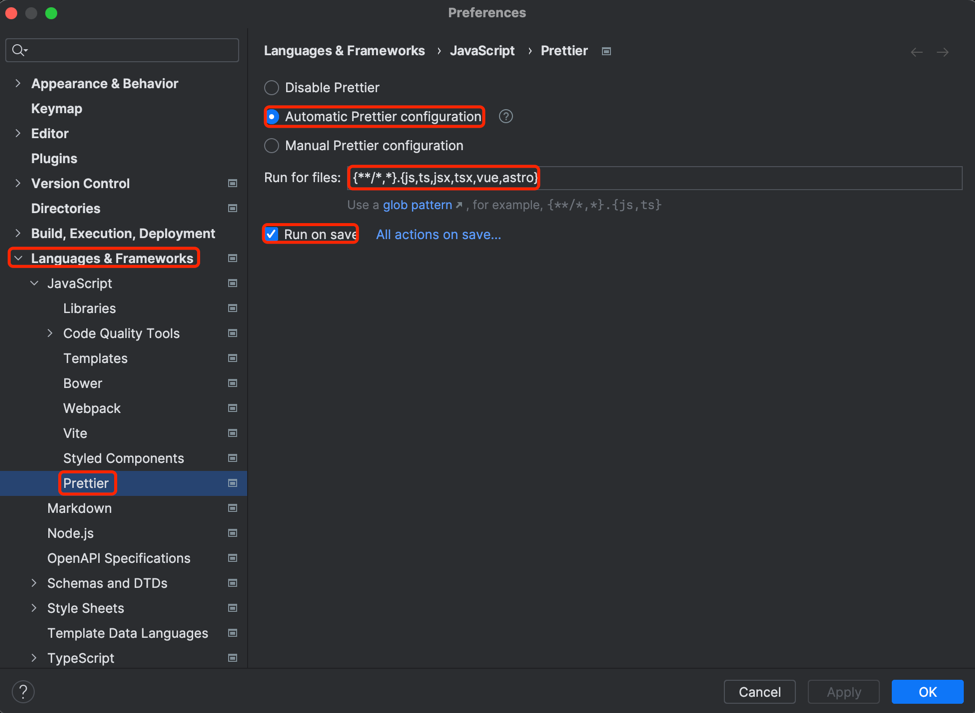 Preferences
Appearance & Behavior
Keymap
Editor
Plugins
Version Control
Directories
Build, Execution, Deployment
Languages & Frameworks
JavaScript
Libraries
Code Quality Tools
Templates
Bower
Webpack
Vite
Styled Components
Prettier
Markdown
Node.js
OpenAPI Specifications
Schemas and DTDs
Style Sheets
Template Data Languages
TypeScript
Languages & Frameworks › JavaScript › Prettier
Disable Prettier
Automatic Prettier configuration ?
Manual Prettier configuration
Run for files: {**/*,*}.{js,ts,jsx,tsx,vue,astro}
Use a glob pattern ↗ , for example, {**/*,*}.{js,ts}
Run on save All actions on save...
? Cancel Apply OK